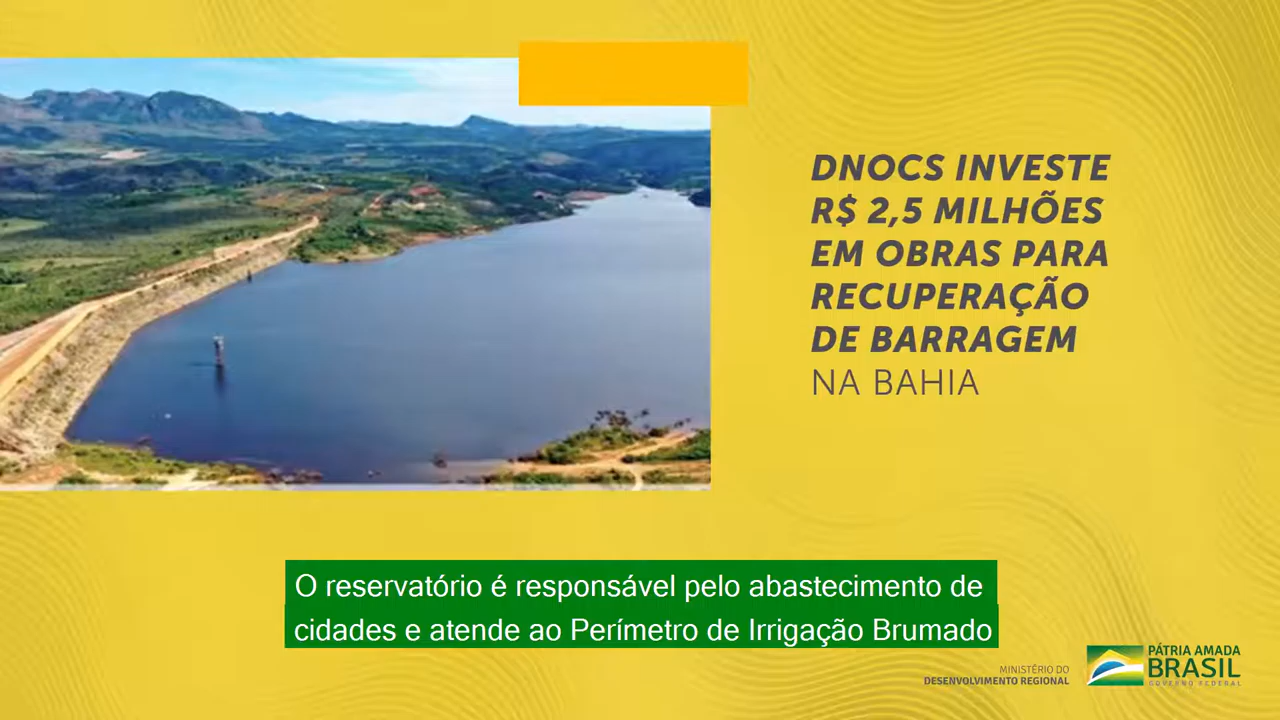 DNOCS INVESTE
R$ 2,5 MILHÕES
EM OBRAS PARA
RECUPERAÇÃO
DE BARRAGEM
NA BAHIA
O reservatório é responsável pelo abastecimento de
cidades e atende ao Perímetro de Irrigação Brumado
MINISTÉRIO DO
DESENVOLVIMENTO REGIONAL
PÁTRIA AMADA
BRASIL
GOVERNO FEDERAL